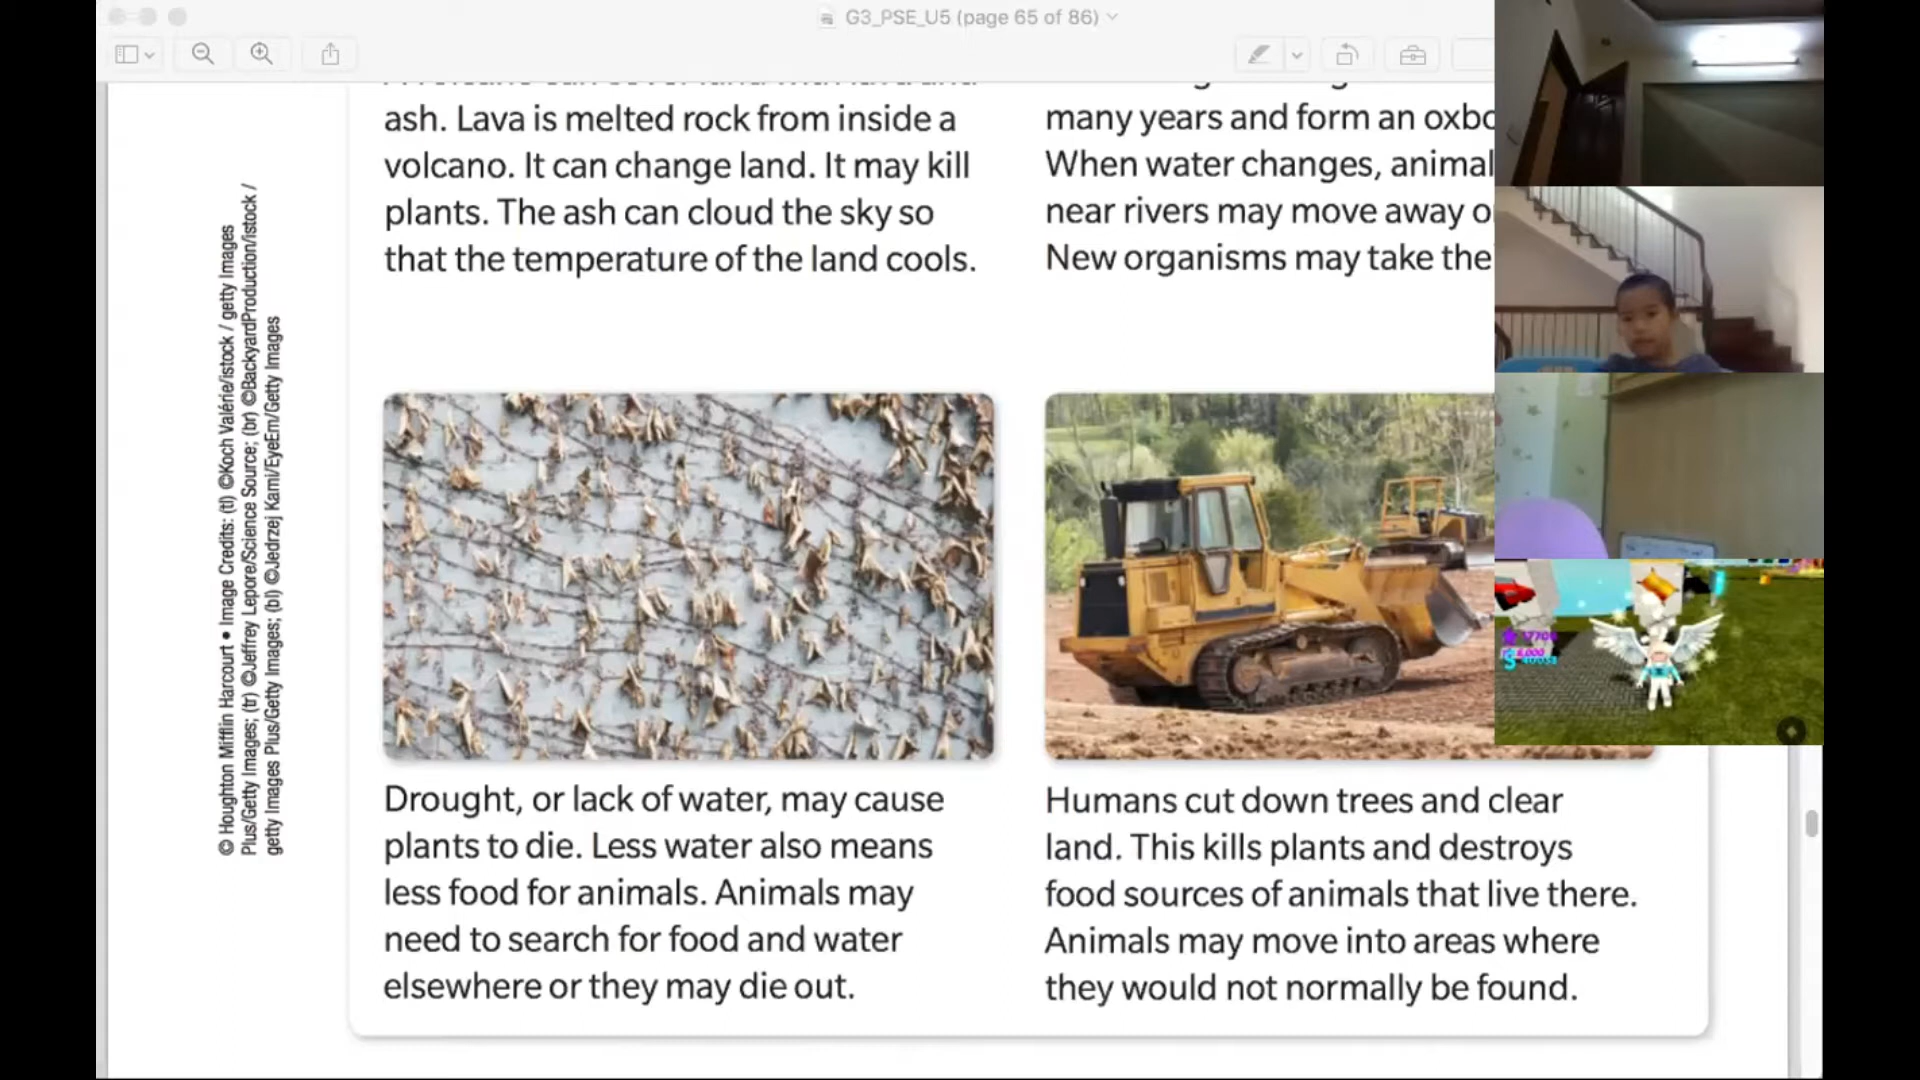 G3_PSE_U5 (page 65 of 86)
ash. Lava is melted rock from inside a
volcano. It can change land. It may kill
plants. The ash can cloud the sky so
that the temperature of the land cools.
many years and form an
When water changes,
near rivers may move away
New organisms may take
© Houghton Mifflin Harcourt • Image Credits: (tl) ©Koch Valérie/istock / getty Images
Plus/Getty Images; (tr) ©Jeffrey Lepore/Science Source; (br) ©BackyardProduction/istock /
getty Images Plus/Getty Images; (bl) ©Jedrzej Kami/EyeEm/Getty Images
Drought, or lack of water, may cause
plants to die. Less water also means
less food for animals. Animals may
need to search for food and water
elsewhere or they may die out.
Humans cut down trees and clear
land. This kills plants and destroys
food sources of animals that live there.
Animals may move into areas where
they would not normally be found.